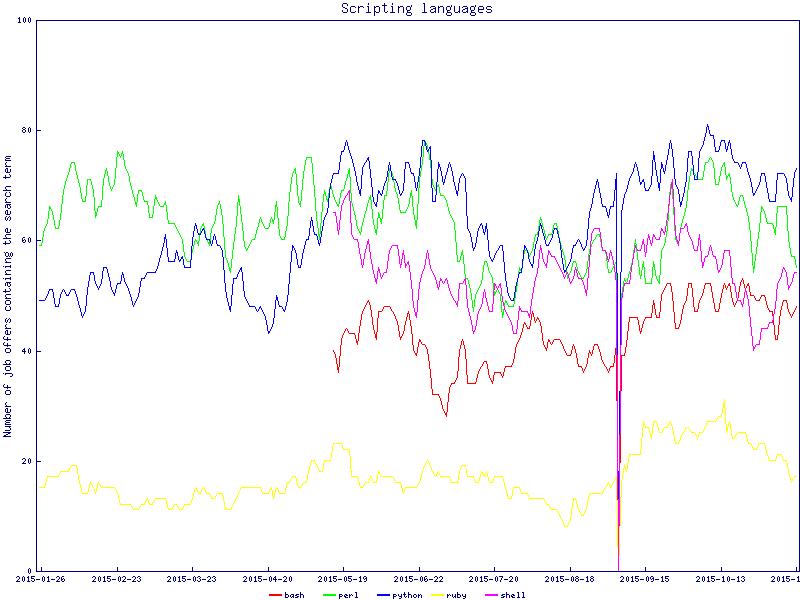 Scripting languages
Number of job offers containing the search term
100
80
60
40
20
0
2015-01-26 2015-02-23 2015-03-23 2015-04-20 2015-05-19 2015-06-22 2015-07-20 2015-08-18 2015-09-15 2015-10-13 2015-1
bash perl python ruby shell